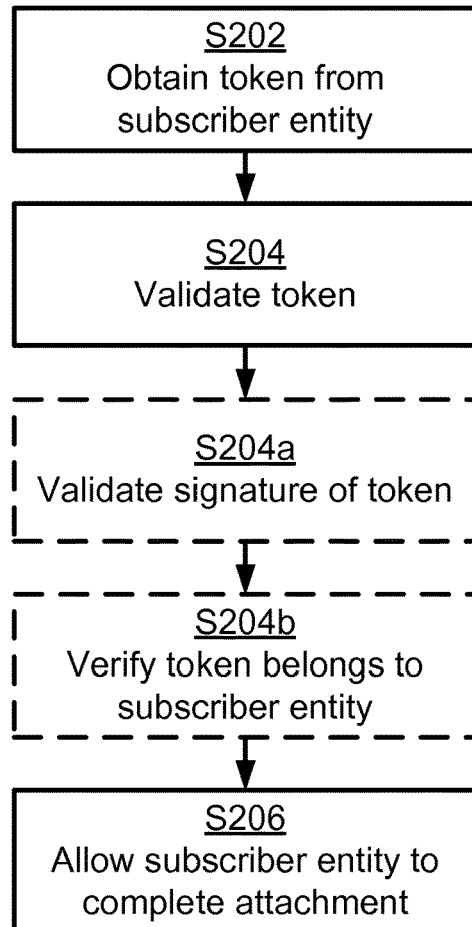 S202
Obtain token from
subscriber entity
S204
Validate token
S204a
Validate signature of token
S204b
Verify token belongs to
subscriber entity
S206
Allow subscriber entity to
complete attachment